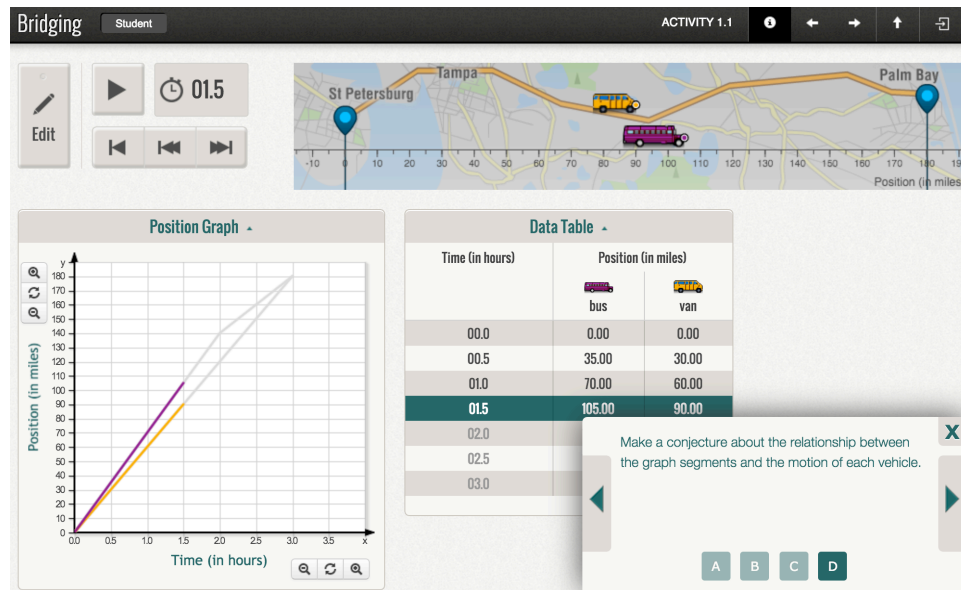 Bridging Student ACTIVITY 1.1
Edit
01.5
St Petersburg Tampa Palm Bay
-10 0 10 20 30 40 50 60 70 80 90 100 110 120 130 140 150 160 170 180 19
Position (in miles
Position Graph
y
180
170
160
150
140
130
120
110
100
90
80
70
60
50
40
30
20
10
0
Position (in miles)
0.0 0.5 1.0 1.5 2.0 2.5 3.0 3.5 x
Time (in hours)
Data Table
Time (in hours) Position (in miles)
bus van
00.0 0.00 0.00
00.5 35.00 30.00
01.0 70.00 60.00
01.5 105.00 90.00
02.0
02.5
03.0
X
Make a conjecture about the relationship between
the graph segments and the motion of each vehicle.
A B C D